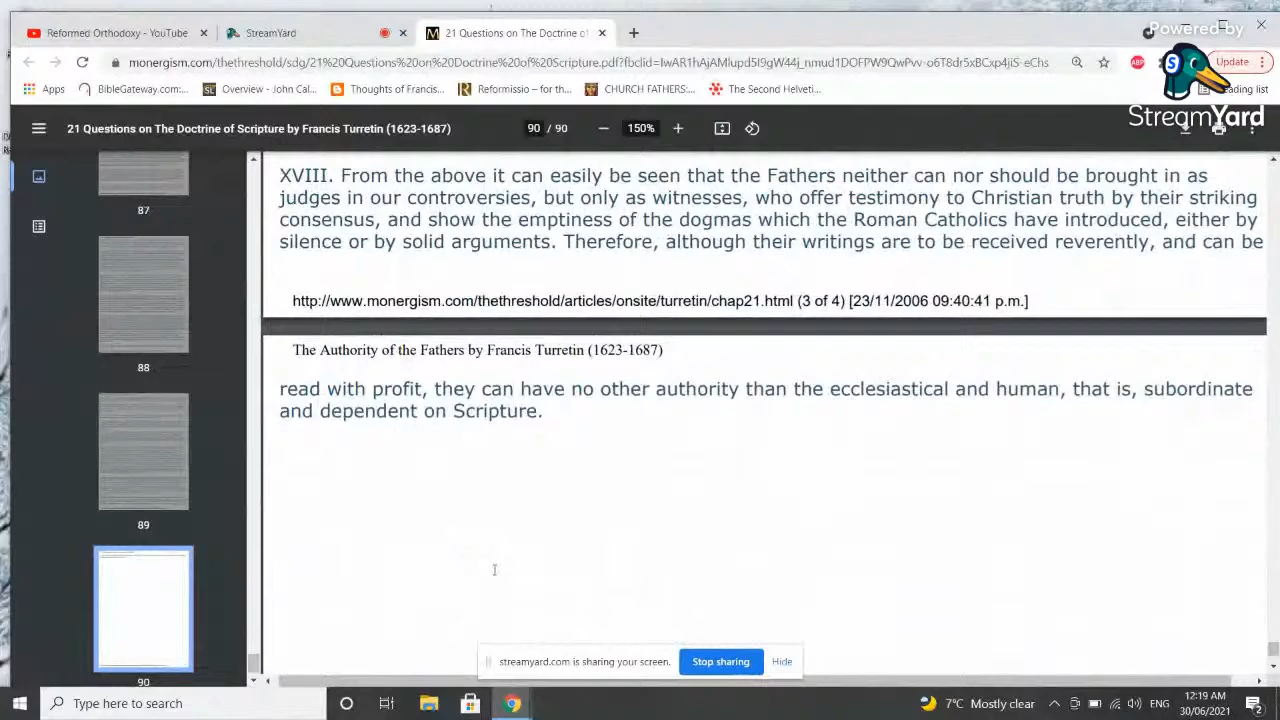 Reformed Orthodoxy - YouTube
StreamYard
21 Questions on The Doctrine of
Powered by
StreamYard
monergism.com/thethreshold/sdg/21%20Questions%20on%20Doctrine%20of%20Scripture.pdf?fbclid=
Update
Apps
BibleGateway.com:...
Overview - John Cal...
Thoughts of Francis...
Reformissio... – for th...
CHURCH FATHERS:...
The Second Helveti...
Reading list
21 Questions on The Doctrine of Scripture by Francis Turretin (1623-1687)
90 / 90
150%
87
88
89
90
XVIII. From the above it can easily be seen that the Fathers neither can nor should be brought in as
judges in our controversies, but only as witnesses, who offer testimony to Christian truth by their striking
consensus, and show the emptiness of the dogmas which the Roman Catholics have introduced, either by
silence or by solid arguments. Therefore, although their writings are to be received reverently, and can be
http://www.monergism.com/thethreshold/articles/onsite/turretin/chap21.html (3 of 4) [23/11/2006 09:40:41 p.m.]
The Authority of the Fathers by Francis Turretin (1623-1687)
read with profit, they can have no other authority than the ecclesiastical and human, that is, subordinate
and dependent on Scripture.
streamyard.com is sharing your screen.
Stop sharing
Hide
Type here to search
7°C Mostly clear
ENG
12:19 AM
30/06/2021
2